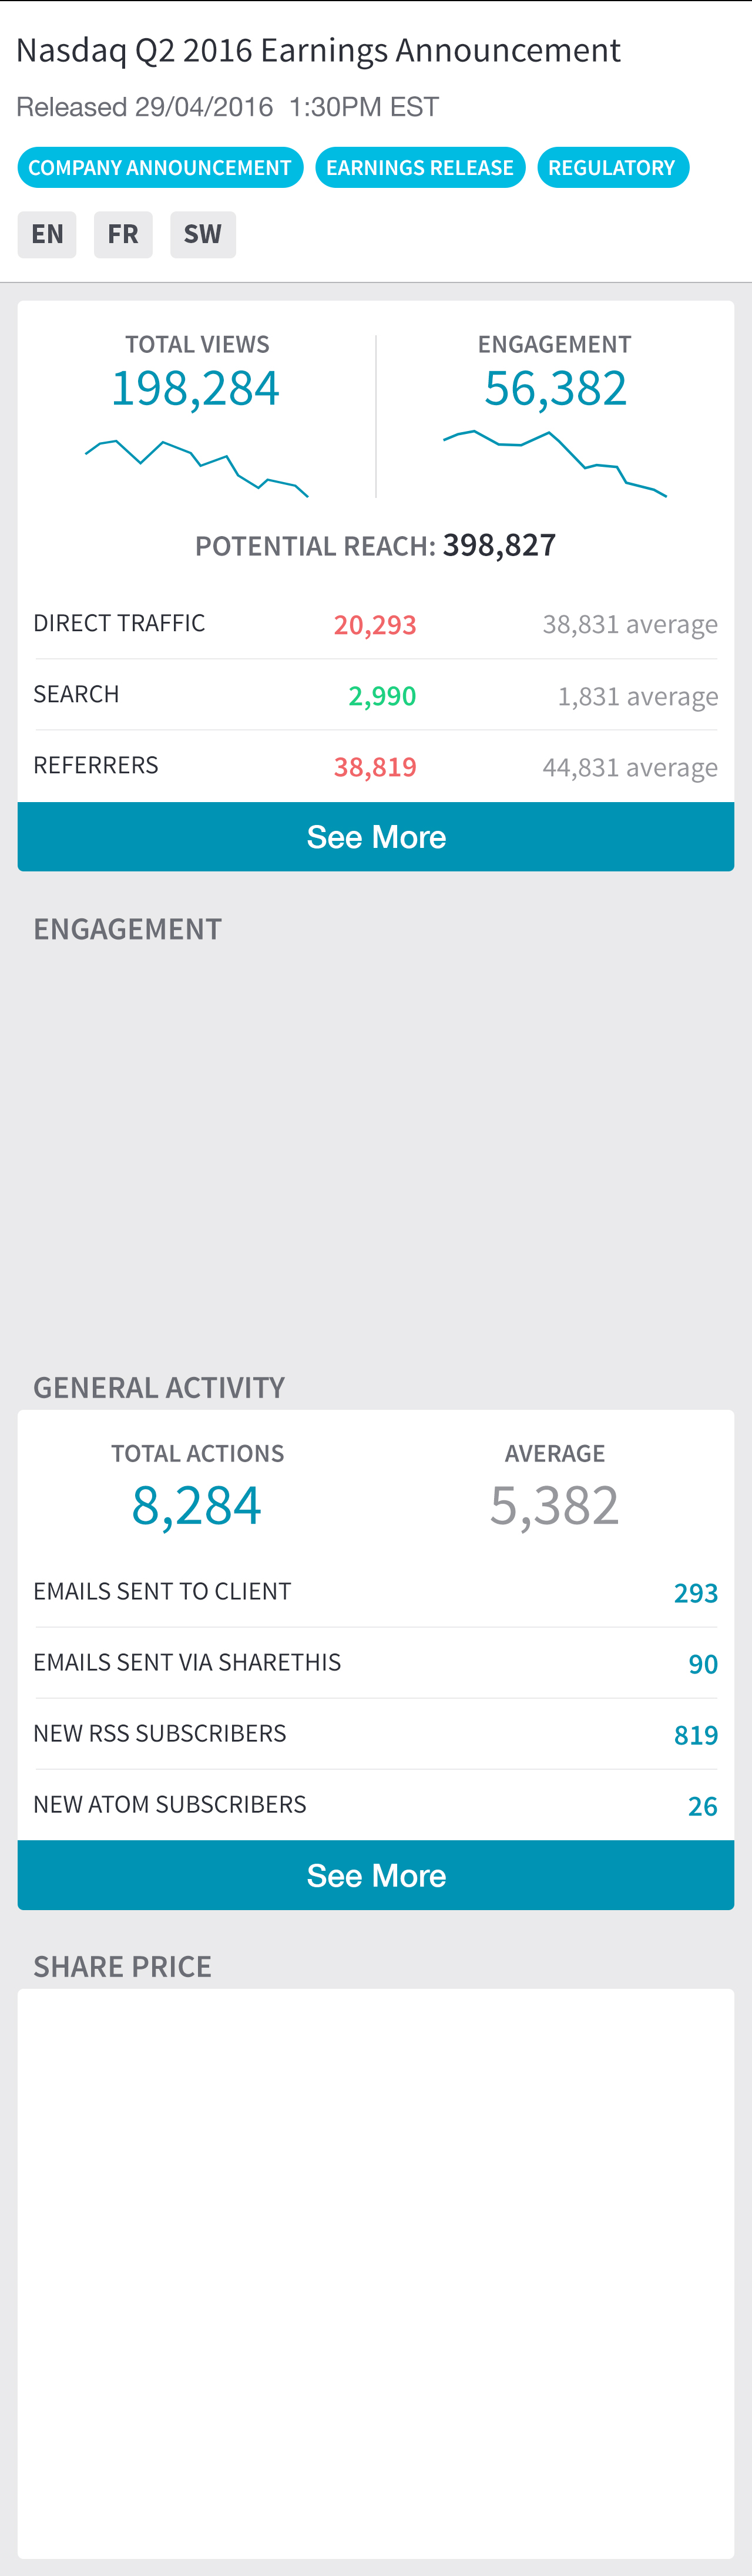 Nasdaq Q2 2016 Earnings Announcement
Released 29/04/2016 1:30PM EST
COMPANY ANNOUNCEMENT EARNINGS RELEASE REGULATORY
EN FR SW
TOTAL VIEWS ENGAGEMENT
198,284 56,382
POTENTIAL REACH: 398,827
DIRECT TRAFFIC 20,293 38,831 average
SEARCH 2,990 1,831 average
REFERRERS 38,819 44,831 average
See More
ENGAGEMENT
GENERAL ACTIVITY
TOTAL ACTIONS AVERAGE
8,284 5,382
EMAILS SENT TO CLIENT 293
EMAILS SENT VIA SHARETHIS 90
NEW RSS SUBSCRIBERS 819
NEW ATOM SUBSCRIBERS 26
See More
SHARE PRICE